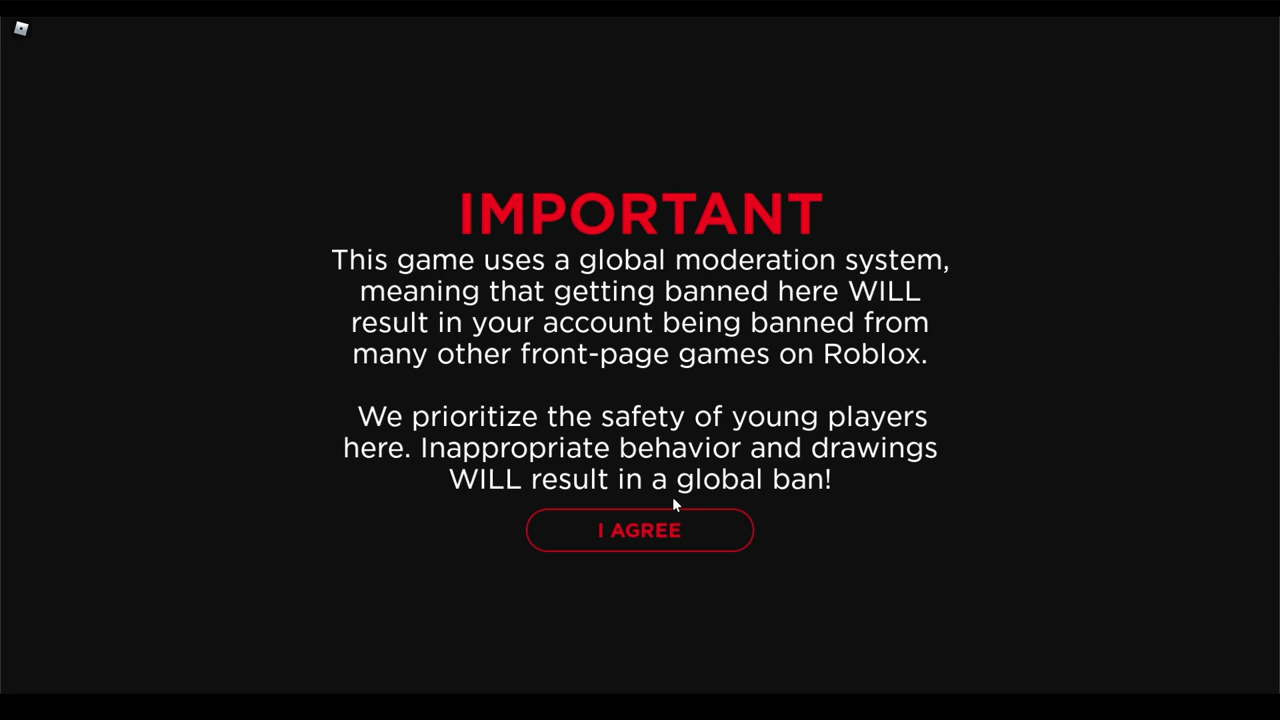 IMPORTANT
This game uses a global moderation system,
meaning that getting banned here WILL
result in your account being banned from
many other front-page games on Roblox.
We prioritize the safety of young players
here. Inappropriate behavior and drawings
WILL result in a global ban!
I AGREE